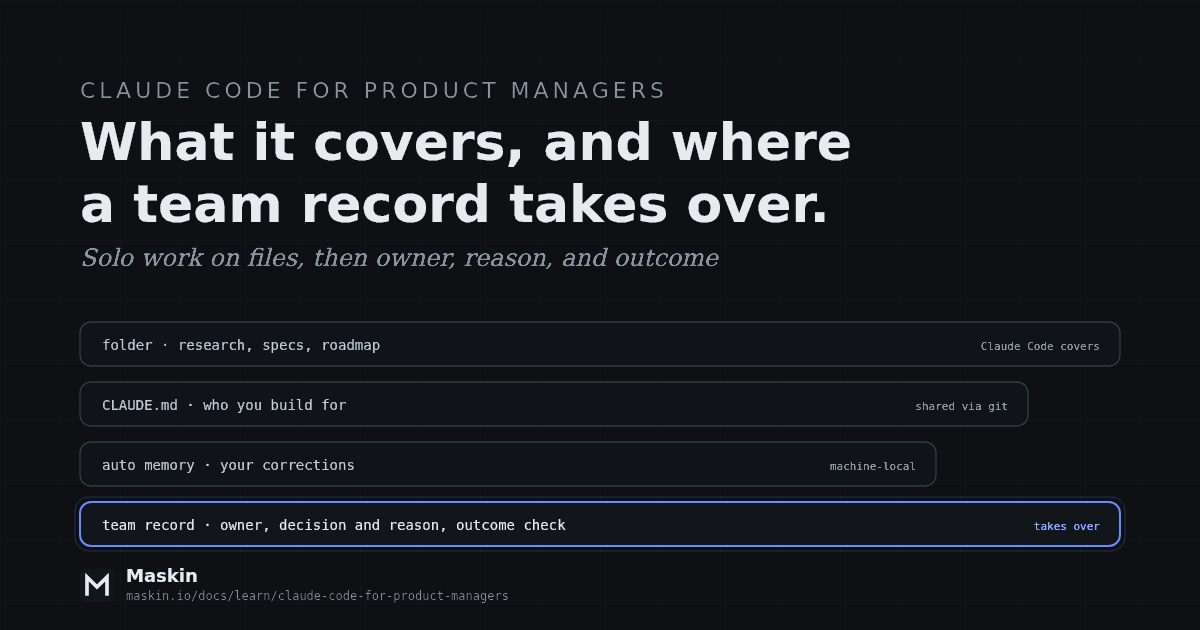 CLAUDE CODE FOR PRODUCT MANAGERS
What it covers, and where
a team record takes over.
Solo work on files, then owner, reason, and outcome
folder · research, specs, roadmap
Claude Code covers
CLAUDE.md · who you build for
shared via git
auto memory · your corrections
machine-local
team record · owner, decision and reason, outcome check
takes over
Maskin
maskin.io/docs/learn/claude-code-for-product-managers